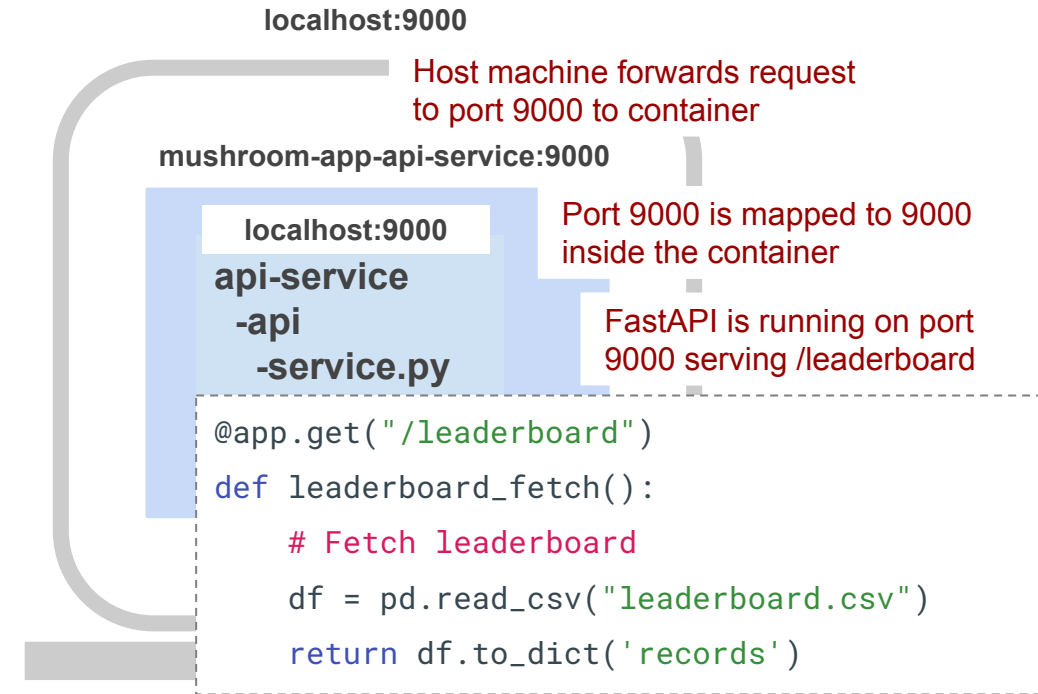 localhost:9000
Host machine forwards request
to port 9000 to container
mushroom-app-api-service:9000
Port 9000 is mapped to 9000
inside the container
localhost:9000
api-service
-api
-service.py
FastAPI is running on port
9000 serving /leaderboard
@app.get("/leaderboard")
def leaderboard_fetch():
    # Fetch leaderboard
    df = pd.read_csv("leaderboard.csv")
    return df.to_dict('records')